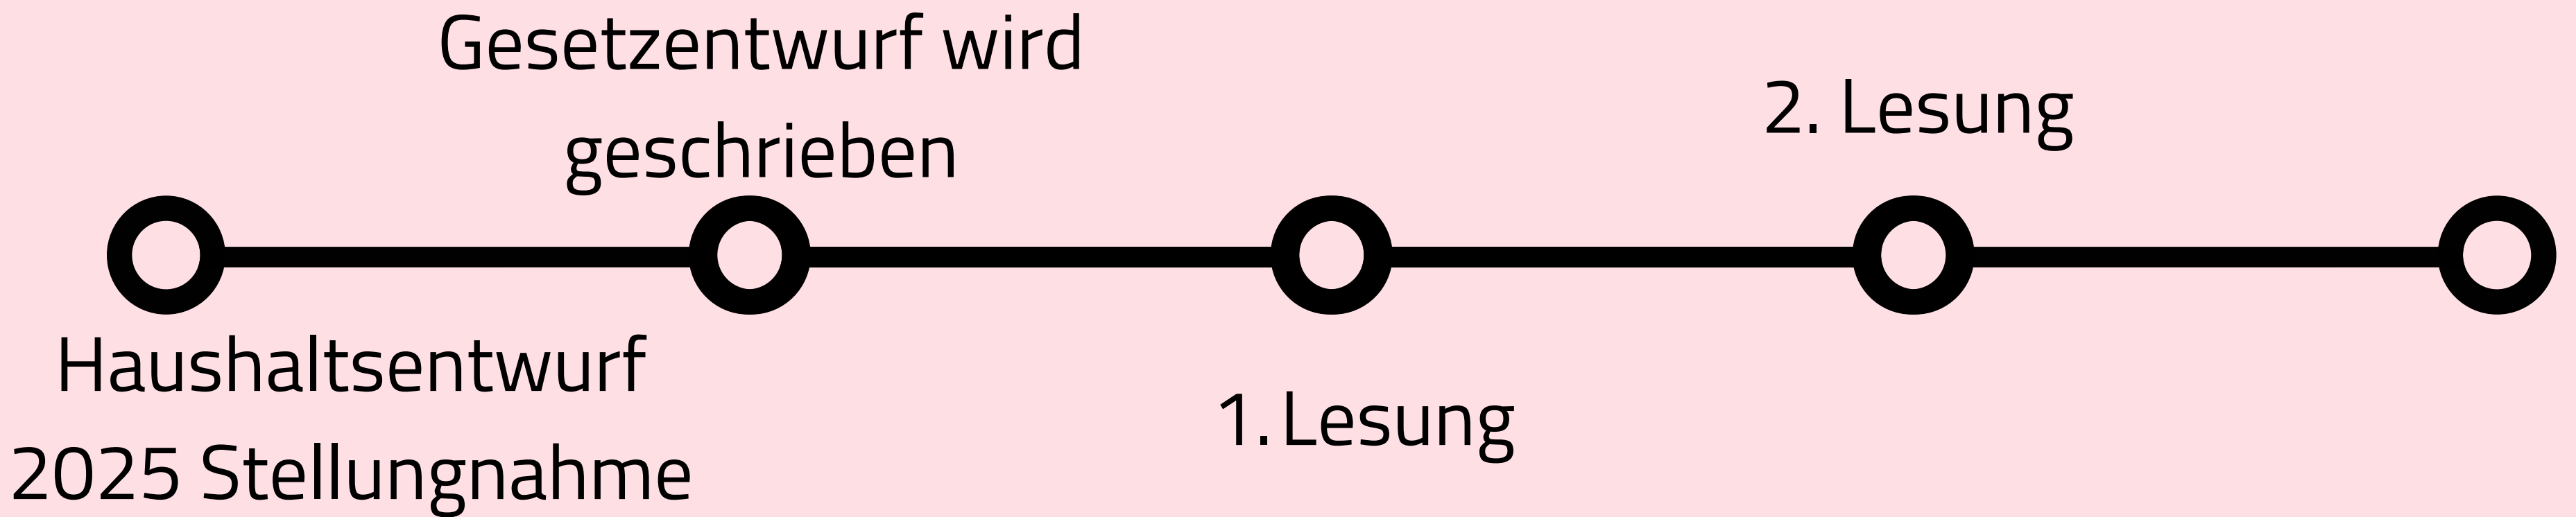 Haushaltsentwurf
2025 Stellungnahme
Gesetzentwurf wird
geschrieben
1. Lesung
2. Lesung